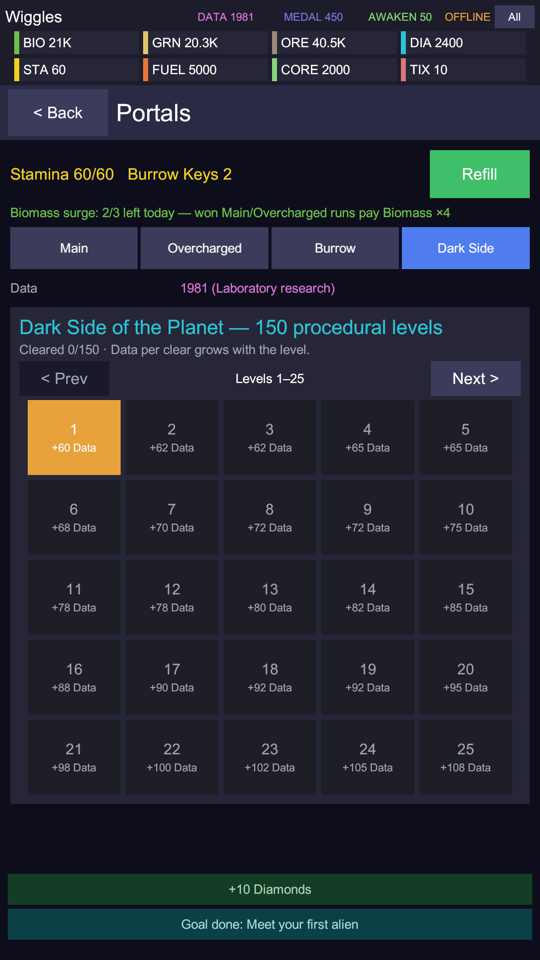 Wiggles DATA 1981 MEDAL 450 AWAKEN 50 OFFLINE All
BIO 21K GRN 20.3K ORE 40.5K DIA 2400
STA 60 FUEL 5000 CORE 2000 TIX 10
< Back Portals
Stamina 60/60 Burrow Keys 2 Refill
Biomass surge: 2/3 left today — won Main/Overcharged runs pay Biomass ×4
Main Overcharged Burrow Dark Side
Data 1981 (Laboratory research)
Dark Side of the Planet — 150 procedural levels
Cleared 0/150 · Data per clear grows with the level.
< Prev Levels 1–25 Next >
1 2 3 4 5
+60 Data +62 Data +62 Data +65 Data +65 Data
6 7 8 9 10
+68 Data +70 Data +72 Data +72 Data +75 Data
11 12 13 14 15
+78 Data +78 Data +80 Data +82 Data +85 Data
16 17 18 19 20
+88 Data +90 Data +92 Data +92 Data +95 Data
21 22 23 24 25
+98 Data +100 Data +102 Data +105 Data +108 Data
+10 Diamonds
Goal done: Meet your first alien